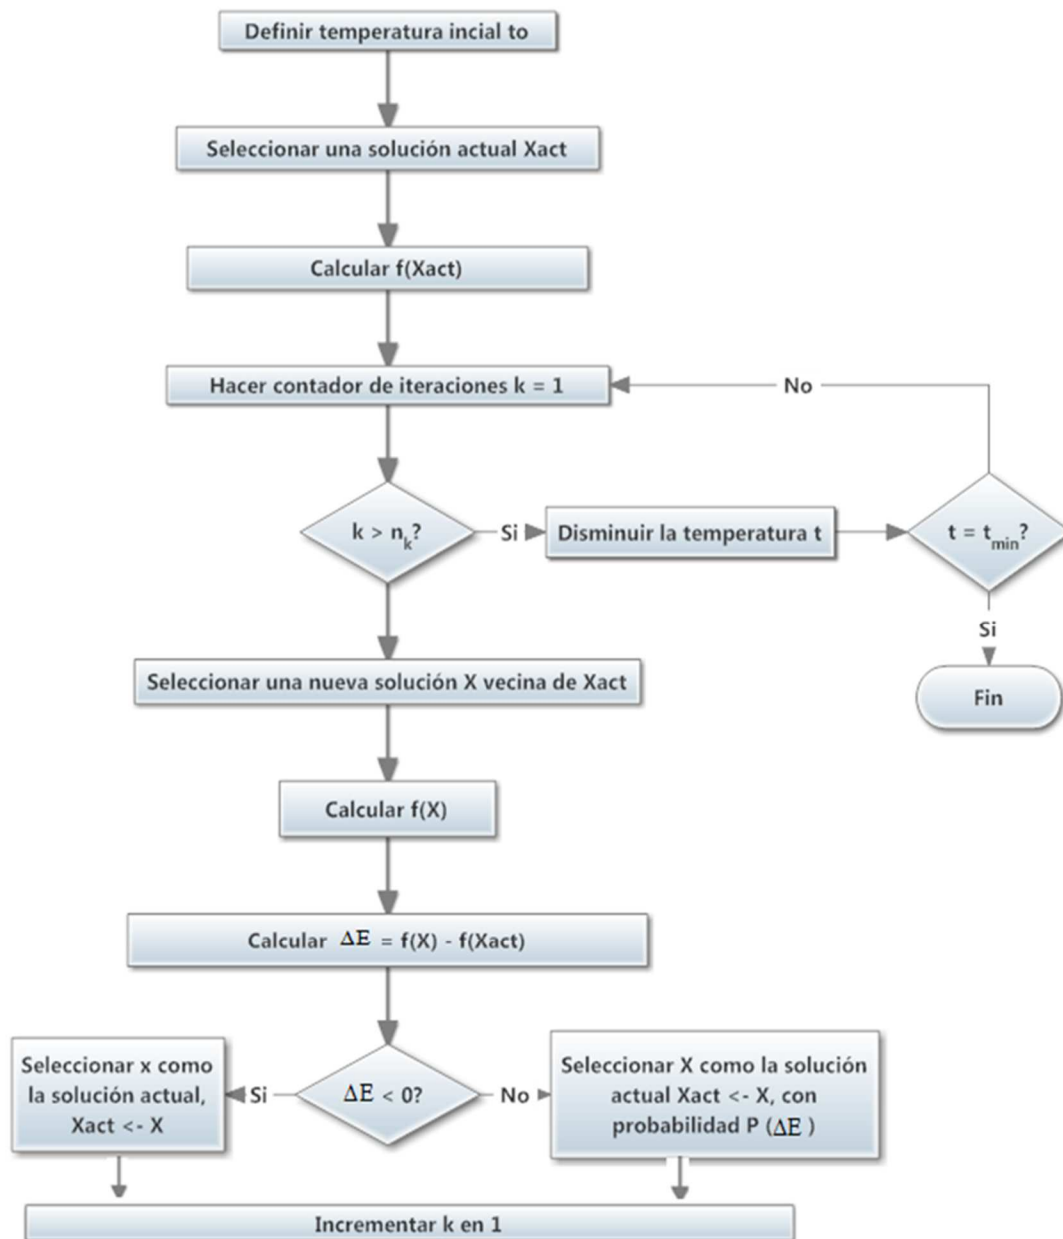 Definir temperatura incial to
Seleccionar una solución actual Xact
Calcular f(Xact)
Hacer contador de iteraciones k = 1
No
k > nk?
Si
Disminuir la temperatura t
t = tmin?
Si
Fin
Seleccionar una nueva solución X vecina de Xact
Calcular f(X)
Calcular ΔE = f(X) - f(Xact)
ΔE < 0?
Si
Seleccionar x como
la solución actual,
Xact <- X
No
Seleccionar X como la solución
actual Xact <- X, con
probabilidad P (ΔE )
Incrementar k en 1